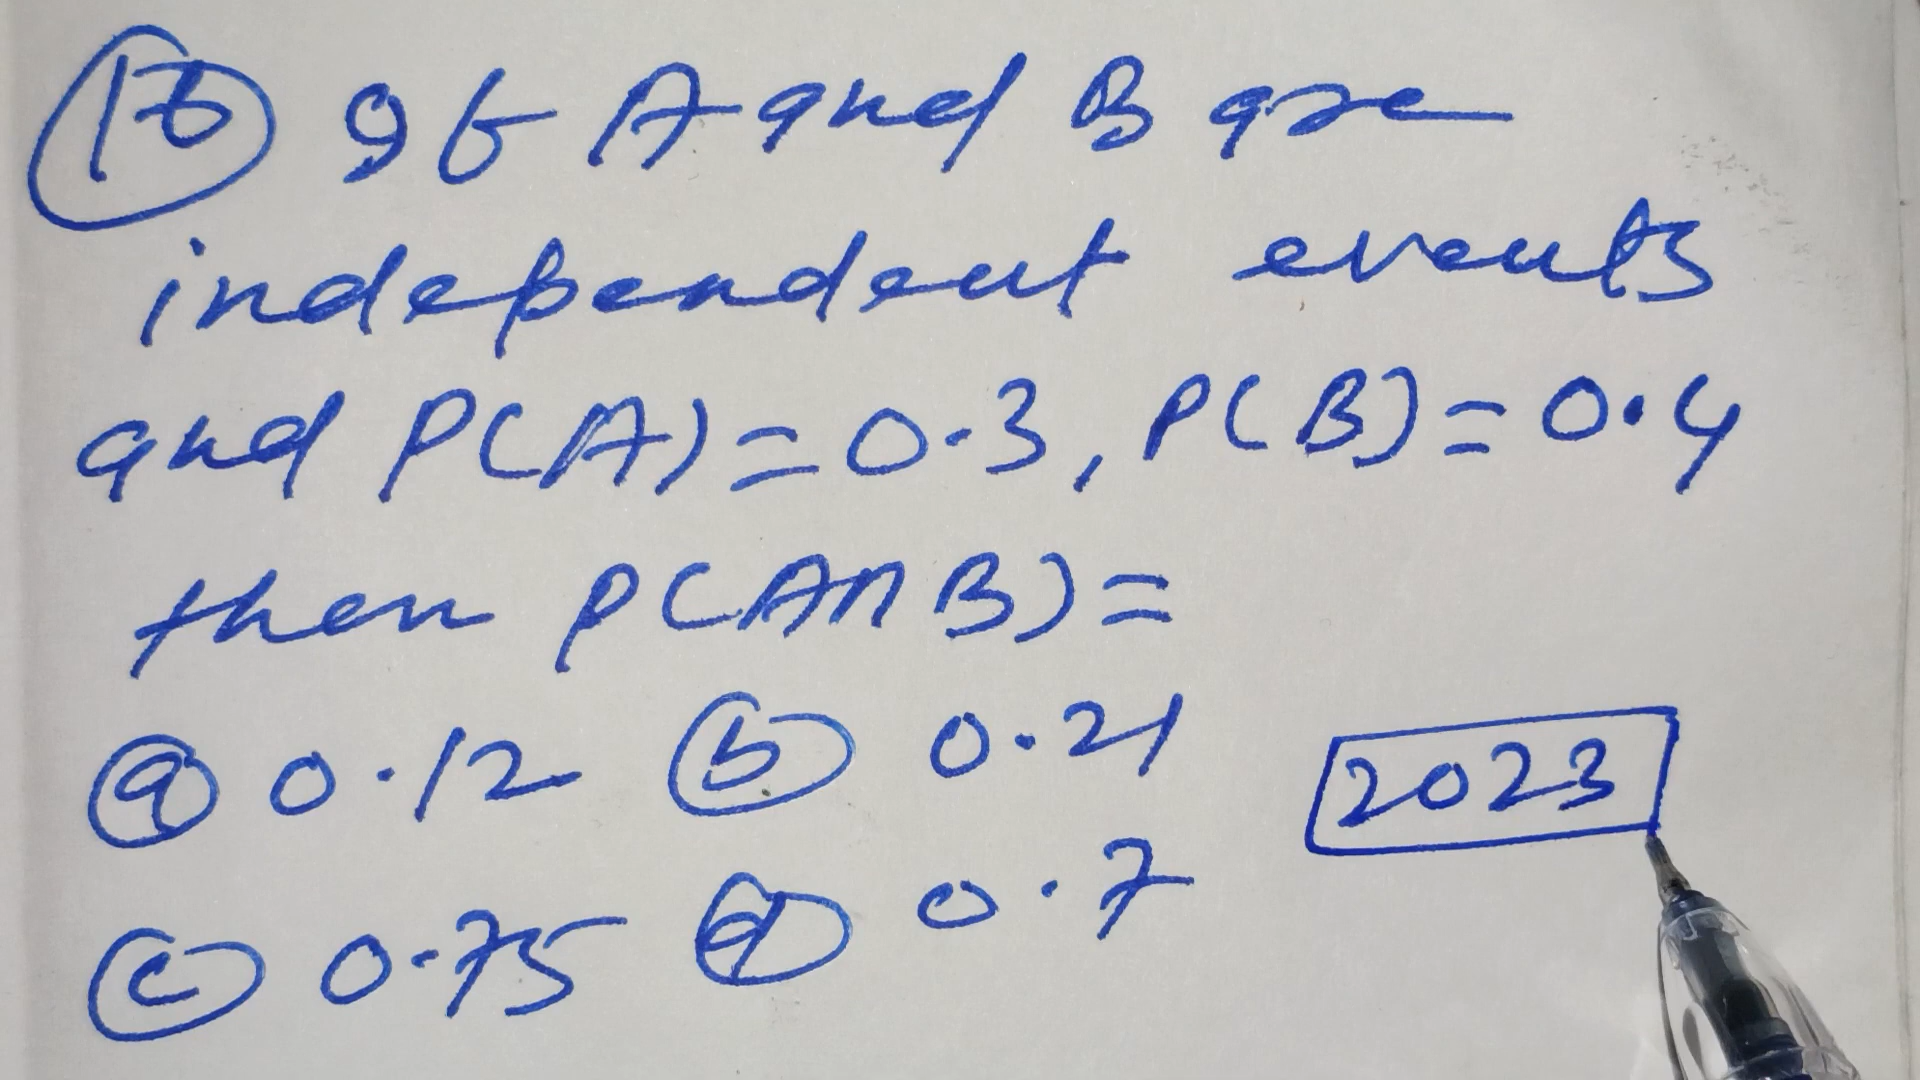 16 If A and B are
independent events
and P(A)=0.3, P(B)=0.4
then P(A∩B)=
(a) 0.12 (b) 0.21
2023
(c) 0.75 (d) 0.7